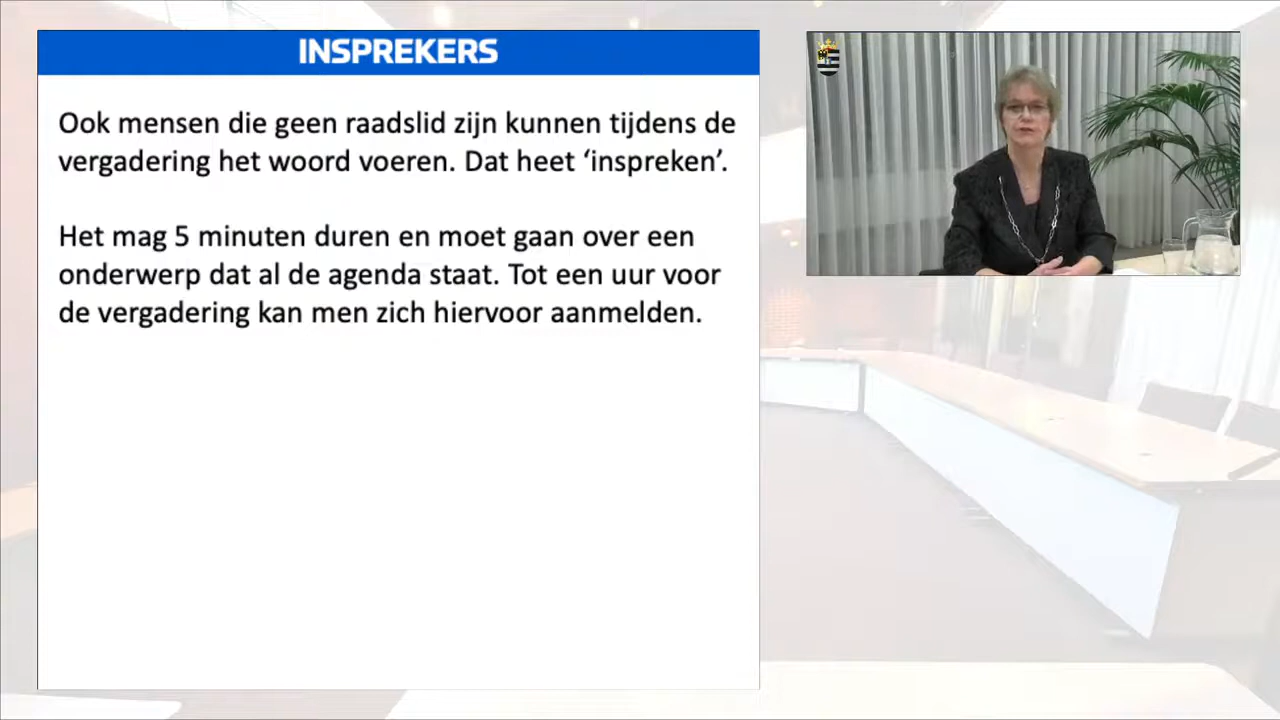 INSPREKERS
Ook mensen die geen raadslid zijn kunnen tijdens de
vergadering het woord voeren. Dat heet ‘inspreken’.
Het mag 5 minuten duren en moet gaan over een
onderwerp dat al de agenda staat. Tot een uur voor
de vergadering kan men zich hiervoor aanmelden.